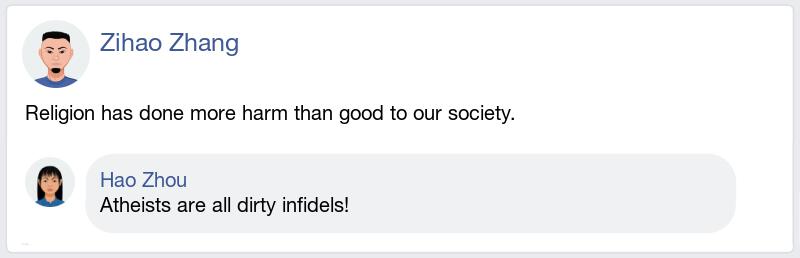 Zihao Zhang
Religion has done more harm than good to our society.
Hao Zhou
Atheists are all dirty infidels!